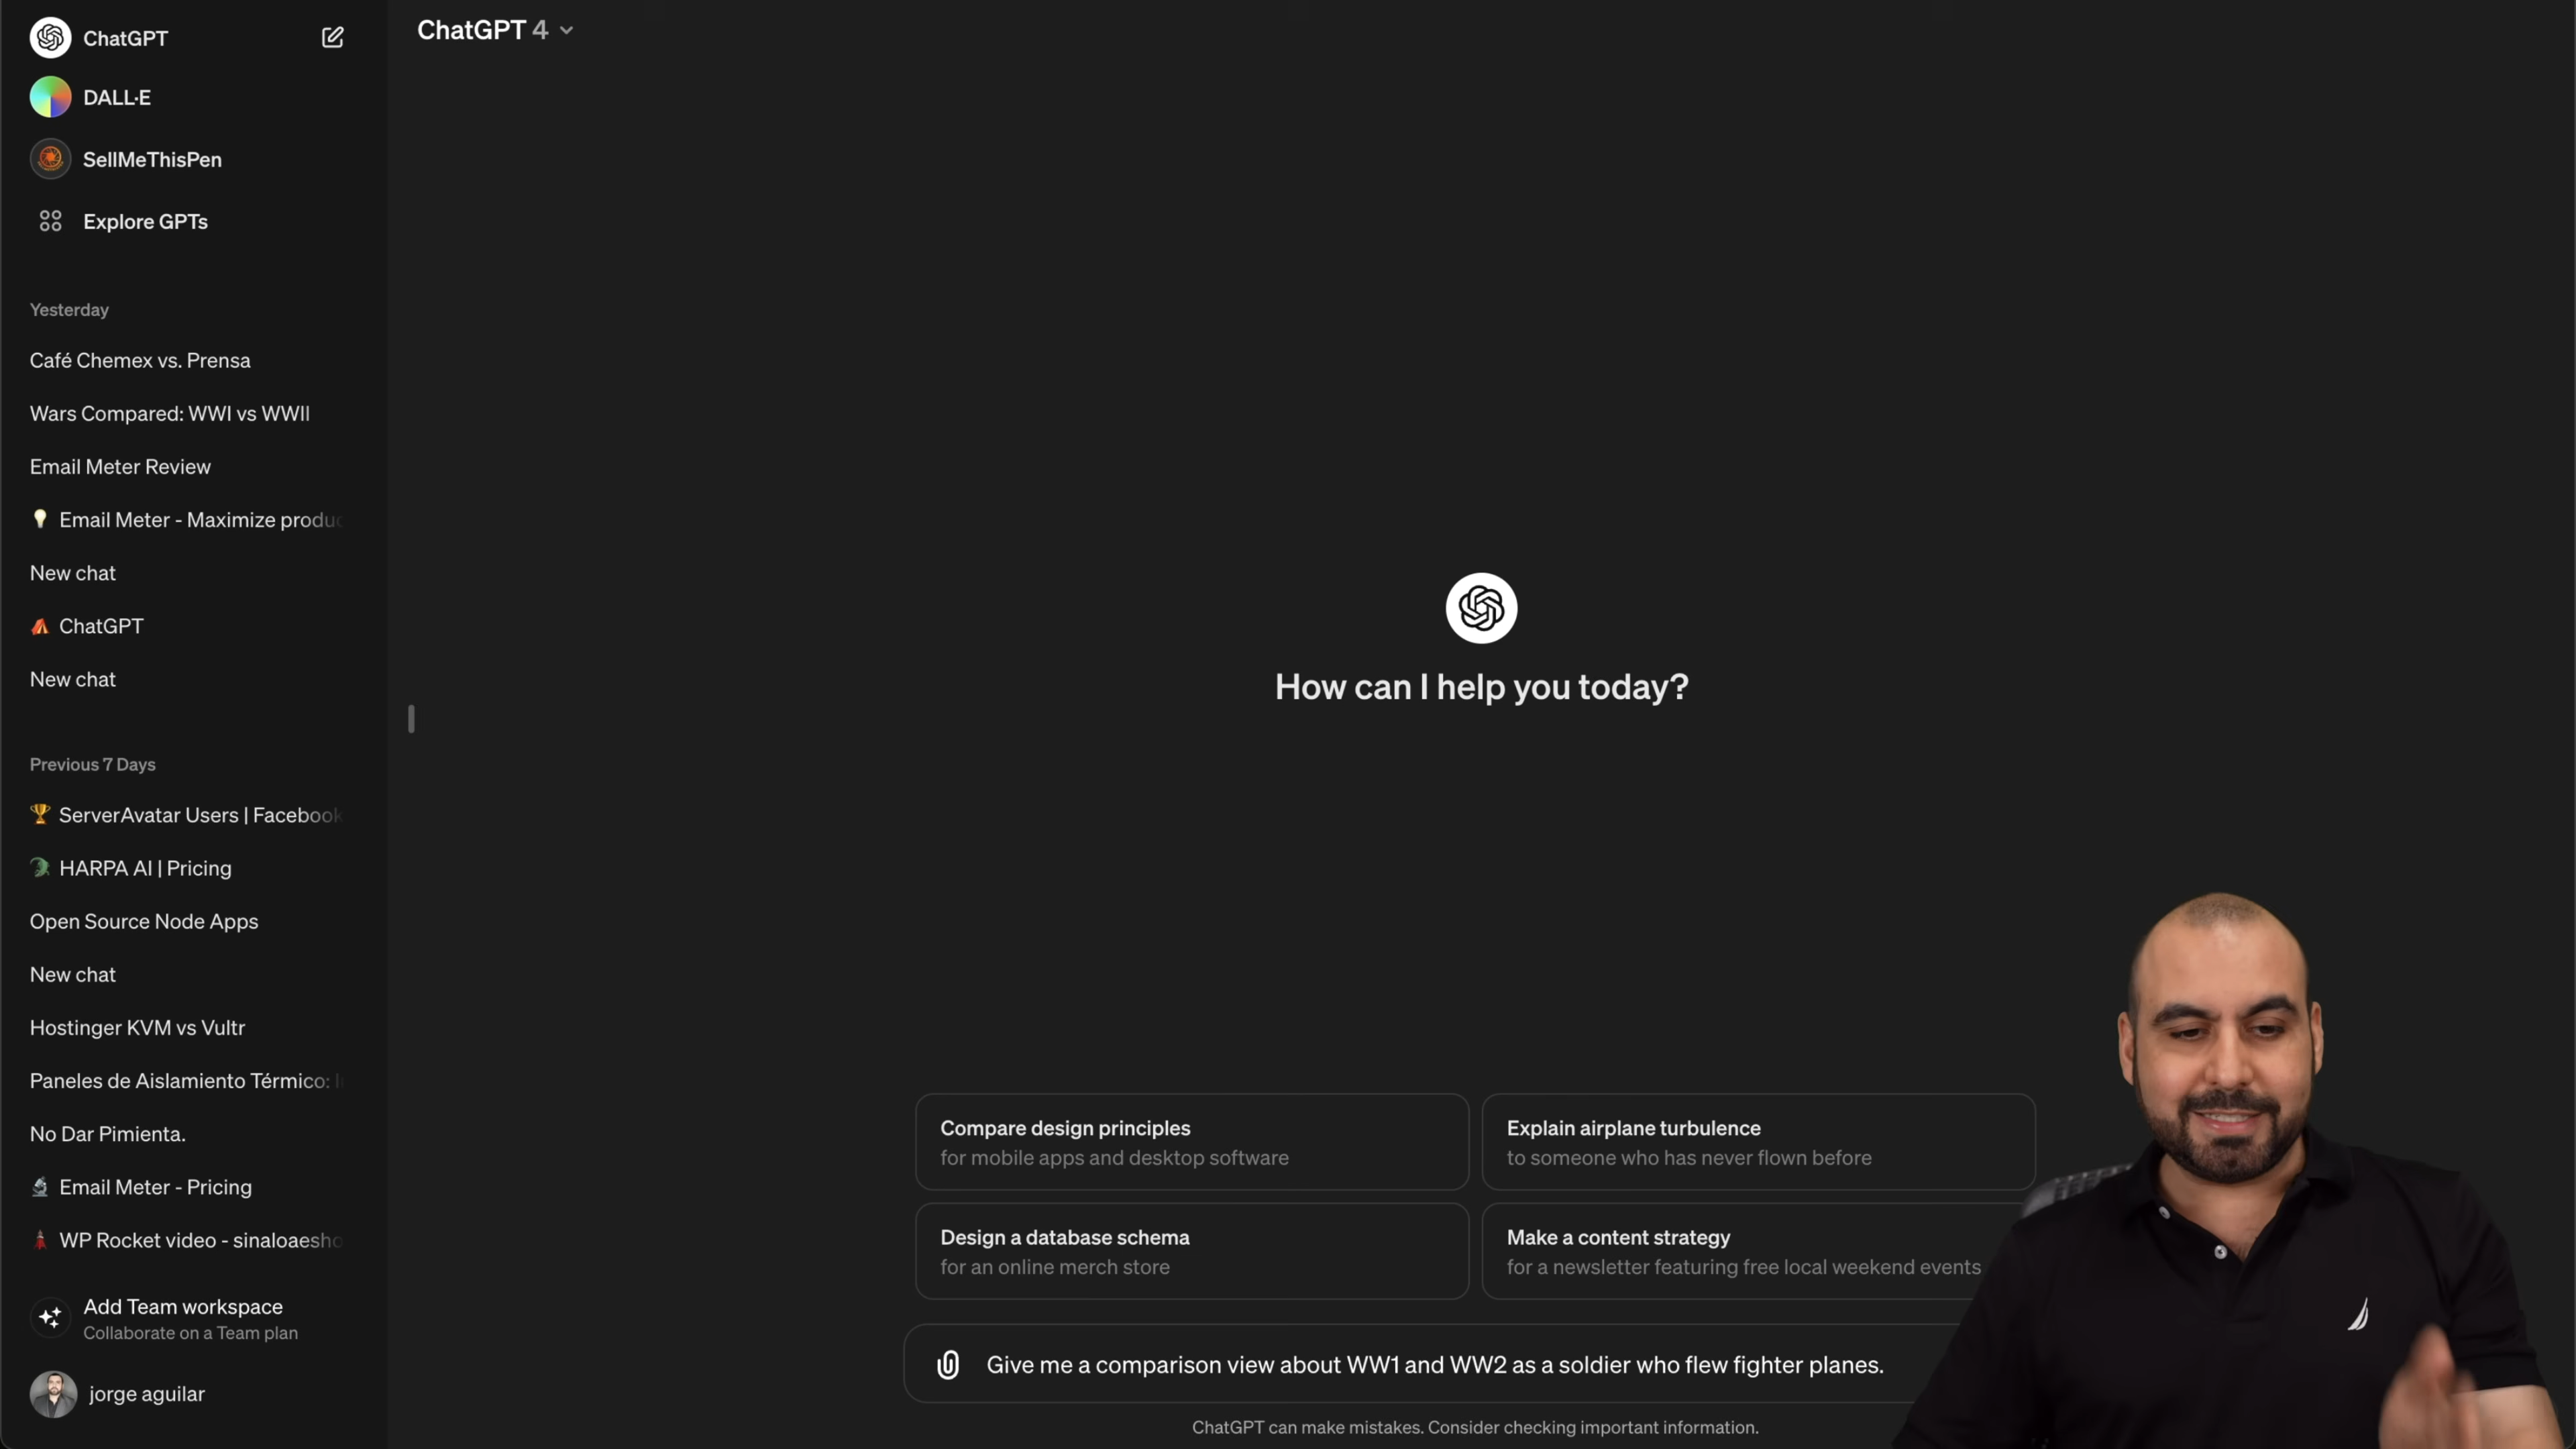 ChatGPT
DALL·E
SellMeThisPen
Explore GPTs
Yesterday
Café Chemex vs. Prensa
Wars Compared: WWI vs WWII
Email Meter Review
Email Meter - Maximize produc
New chat
ChatGPT
New chat
Previous 7 Days
ServerAvatar Users | Facebook
HARPA AI | Pricing
Open Source Node Apps
New chat
Hostinger KVM vs Vultr
Paneles de Aislamiento Térmico:
No Dar Pimienta.
Email Meter - Pricing
WP Rocket video - sinaloaesho
Add Team workspace
Collaborate on a Team plan
jorge aguilar
ChatGPT 4
How can I help you today?
Compare design principles
for mobile apps and desktop software
Explain airplane turbulence
to someone who has never flown before
Design a database schema
for an online merch store
Make a content strategy
for a newsletter featuring free local weekend events
Give me a comparison view about WW1 and WW2 as a soldier who flew fighter planes.
ChatGPT can make mistakes. Consider checking important information.